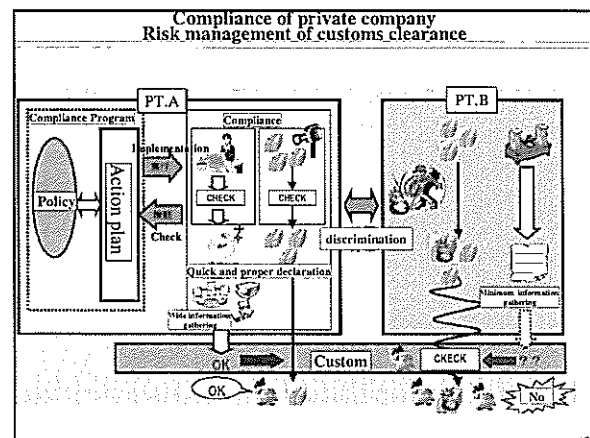 Compliance of private company
Risk management of customs clearance
PT.A
PT.B
Compliance Program
Compliance
Implementation
Policy
Action plan
CHECK
CHECK
Check
discrimination
Quick and proper declaration
Wide information
gathering
Minimum information
gathering
OK
Custom
CKECK
? ?
OK
No